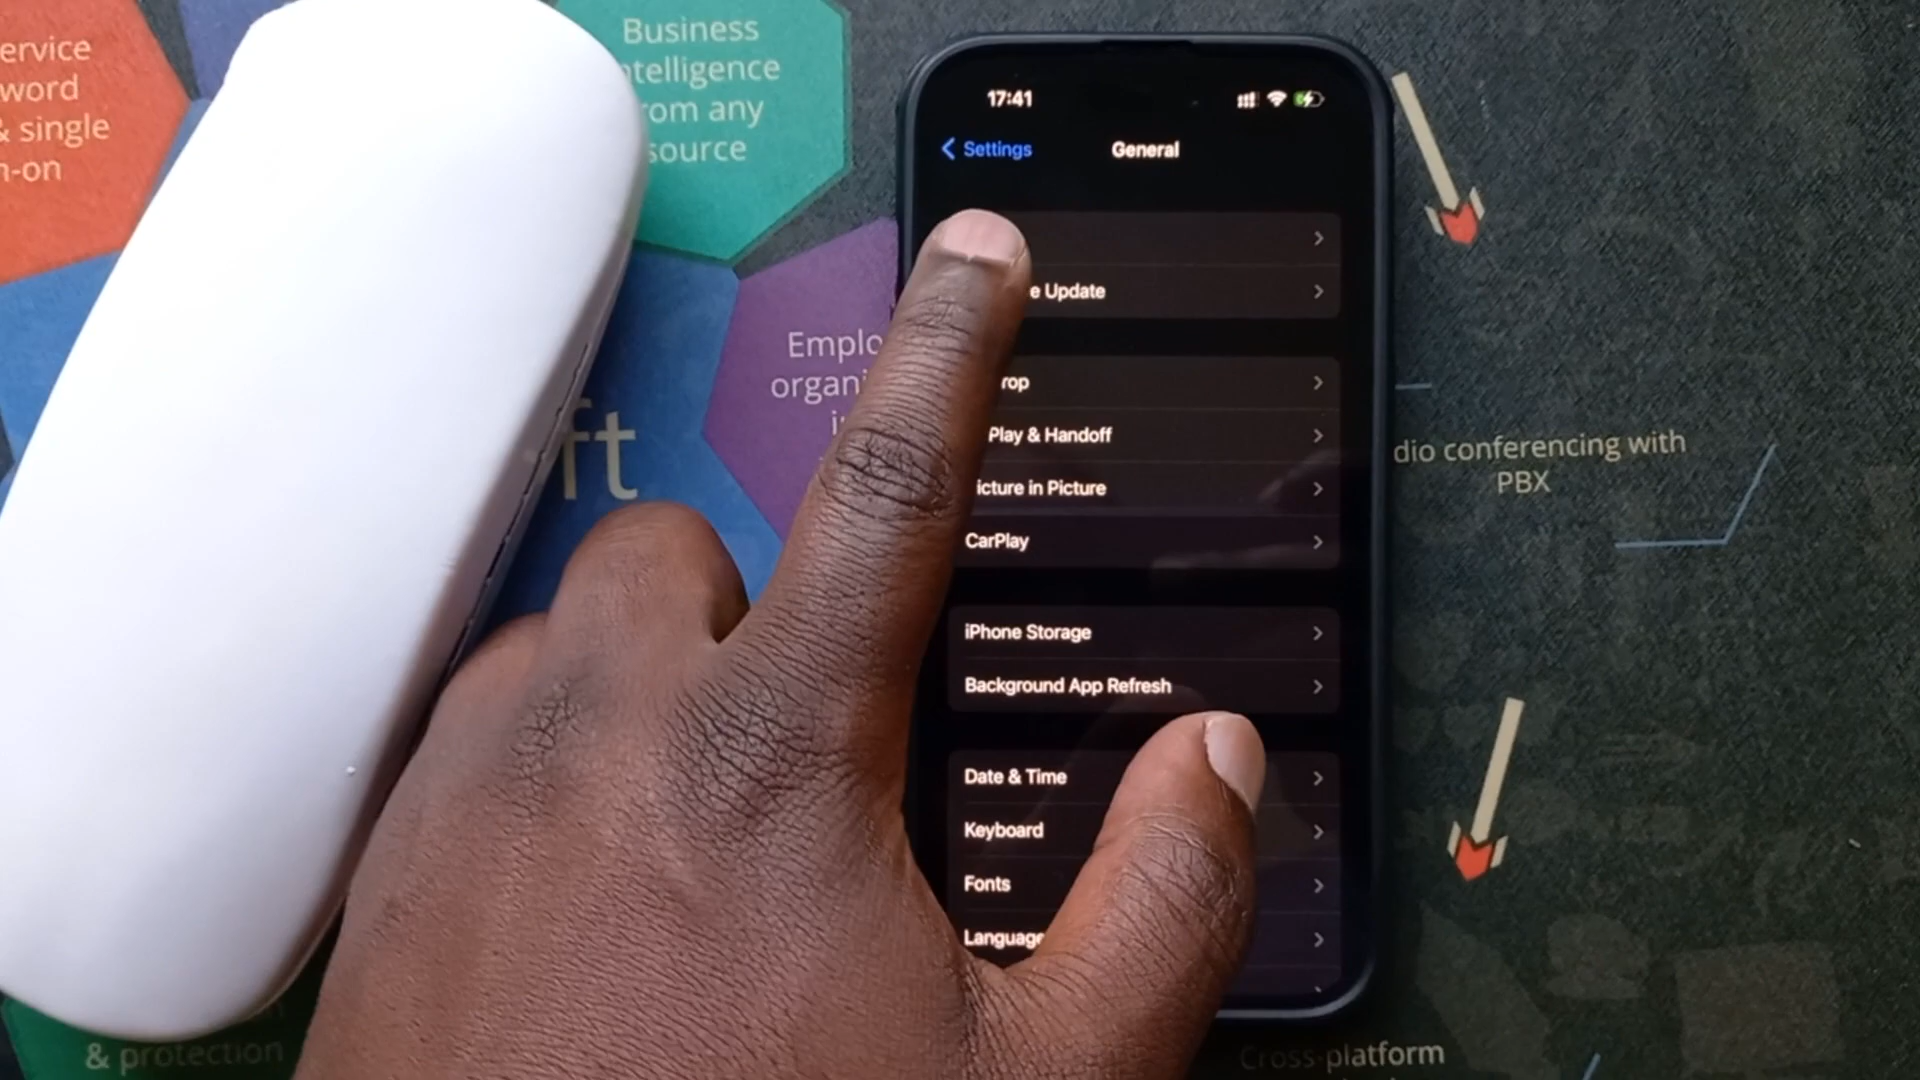 ervice
word
& single
n-on
Business
ntelligence
rom any
source
Emplo
organi
ft
& protection
17:41
Settings
General
e Update
rop
Play & Handoff
icture in Picture
CarPlay
iPhone Storage
Background App Refresh
Date & Time
Keyboard
Fonts
Language
dio conferencing with
PBX
Cross-platform